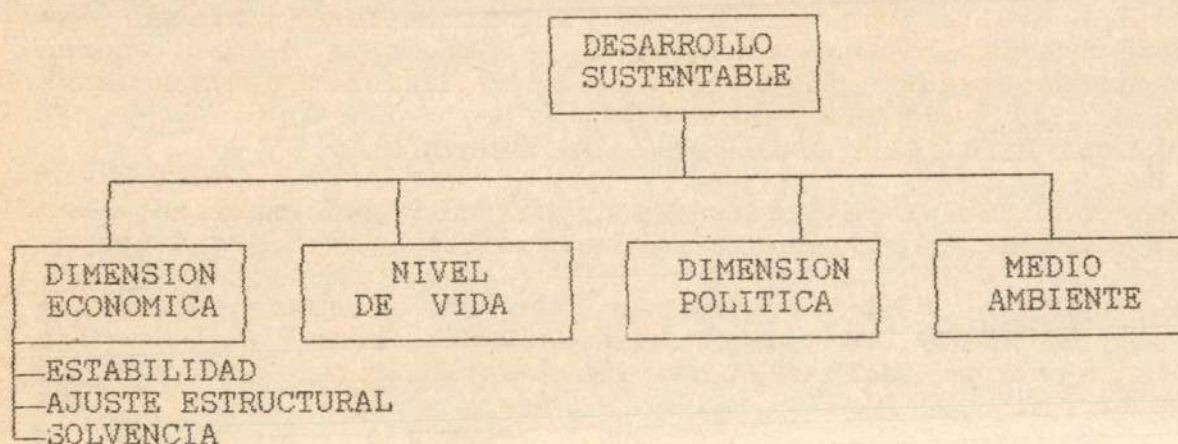 DESARROLLO
SUSTENTABLE
DIMENSION
ECONOMICA
NIVEL
DE VIDA
DIMENSION
POLITICA
MEDIO
AMBIENTE
ESTABILIDAD
AJUSTE ESTRUCTURAL
SOLVENCIA